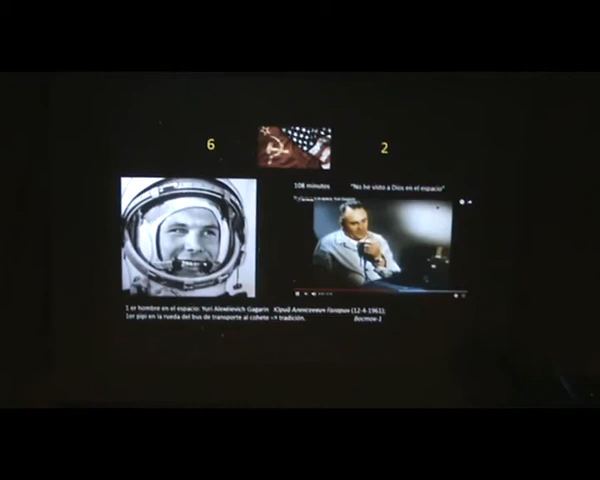 6
2
108 minutos
"No he visto a Dios en el espacio"
1 er hombre en el espacio: Yuri Alexéievich Gagarin Юрий Алексеевич Гагарин (12-4-1961);
1er pipi en la rueda del bus de transporte al cohete -> tradición.
Восток-1